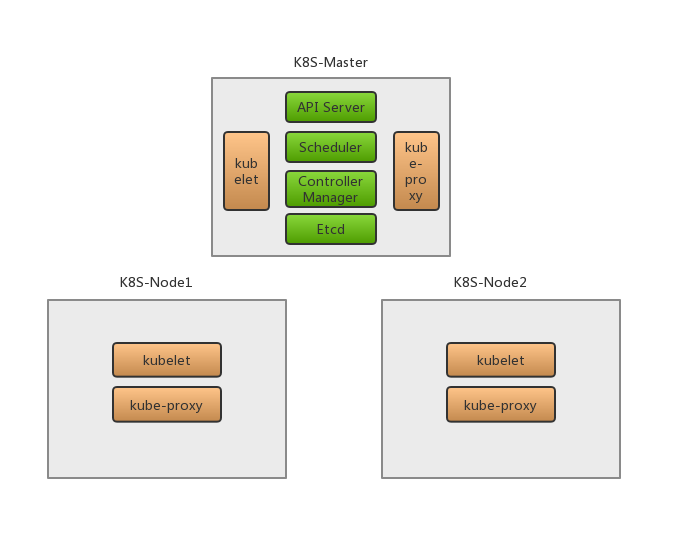 K8S-Master
API Server
Scheduler
Controller
Manager
Etcd
kub
elet
kub
e-
pro
xy
K8S-Node1
kubelet
kube-proxy
K8S-Node2
kubelet
kube-proxy